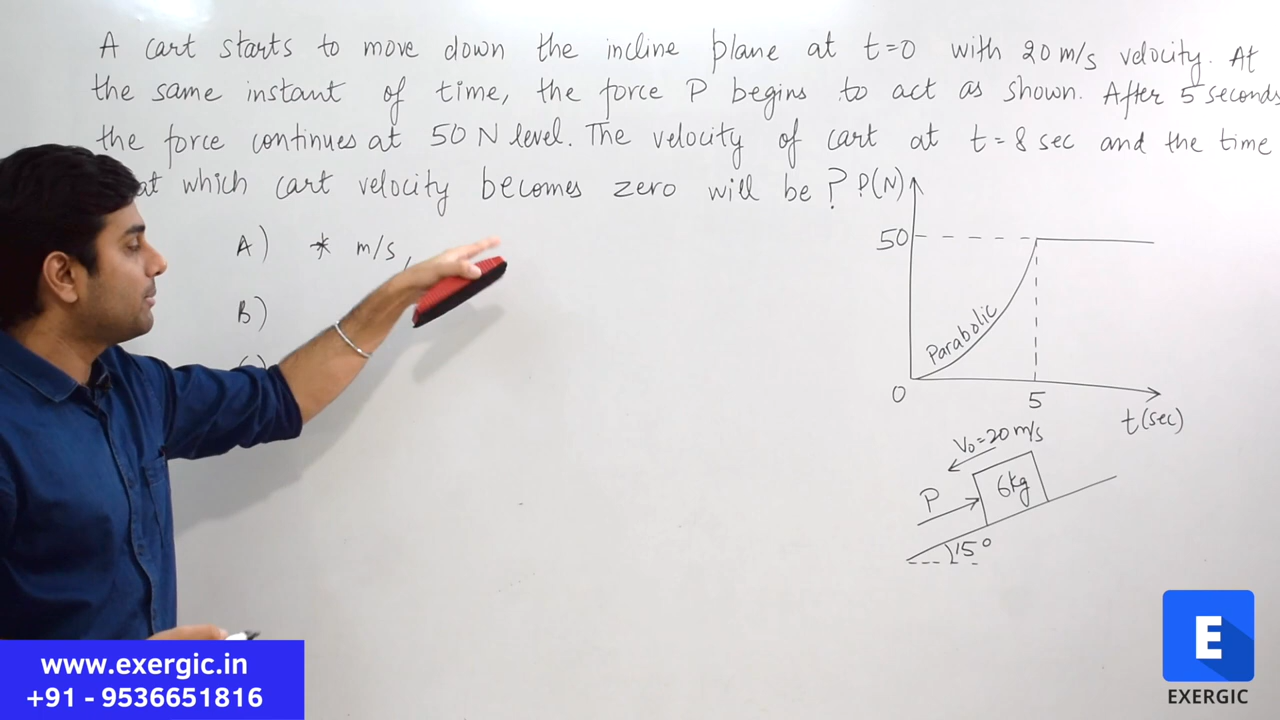 A cart starts to move down the incline plane at t=0 with 20 m/s velocity. At
the same instant of time, the force P begins to act as shown. After 5 seconds
the force continues at 50 N level. The velocity of cart at t = 8 sec and the time
at which cart velocity becomes zero will be ?
P(N)
A) * m/s,
50
B)
Parabolic
0
5
t(sec)
V₀=20 m/s
P
6kg
15°
www.exergic.in
+91 - 9536651816
E
EXERGIC